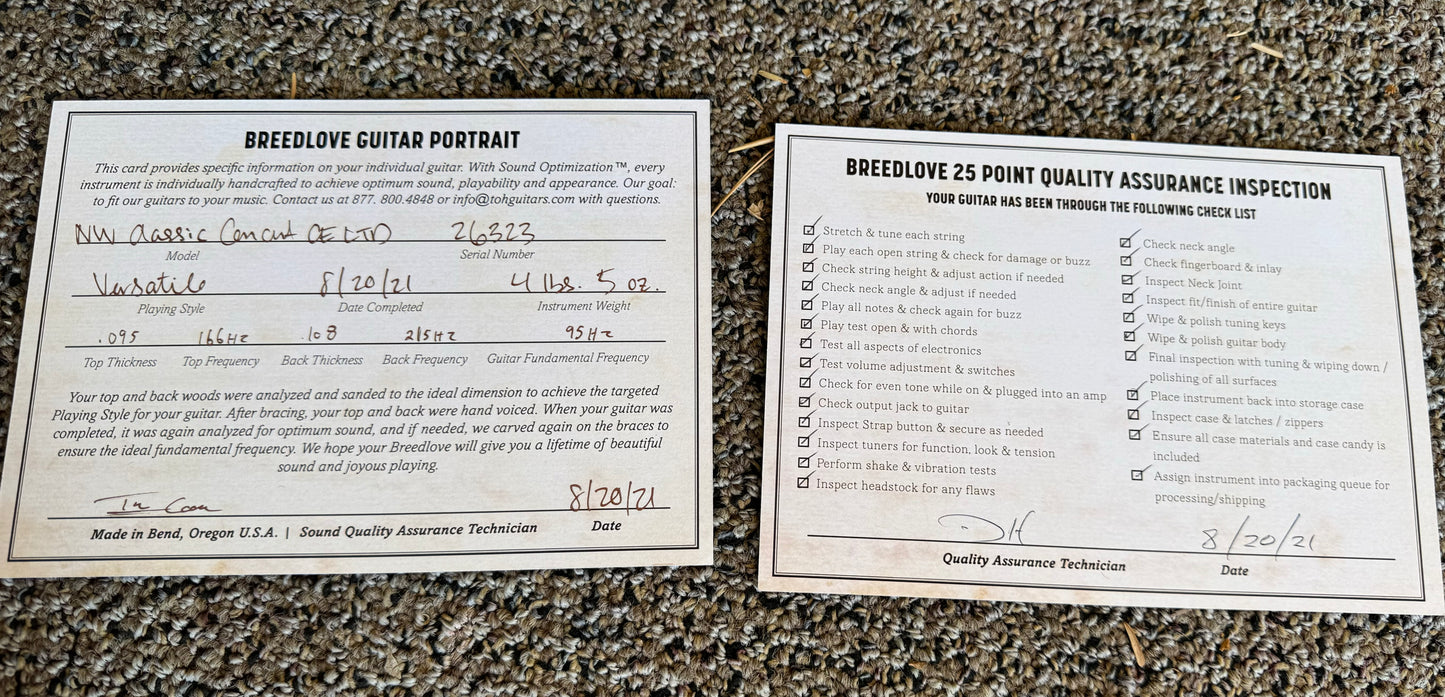 BREEDLOVE GUITAR PORTRAIT
This card provides specific information on your individual guitar. With Sound Optimization™, every
instrument is individually handcrafted to achieve optimum sound, playability and appearance. Our goal:
to fit our guitars to your music. Contact us at 877. 800.4848 or info@tohguitars.com with questions.
NW Classic Concert CE LTD 26323
Model Serial Number
Versatile 8/20/21 4 lbs. 5 oz.
Playing Style Date Completed Instrument Weight
.095 166Hz .108 215Hz 95Hz
Top Thickness Top Frequency Back Thickness Back Frequency Guitar Fundamental Frequency
Your top and back woods were analyzed and sanded to the ideal dimension to achieve the targeted
Playing Style for your guitar. After bracing, your top and back were hand voiced. When your guitar was
completed, it was again analyzed for optimum sound, and if needed, we carved again on the braces to
ensure the ideal fundamental frequency. We hope your Breedlove will give you a lifetime of beautiful
sound and joyous playing.
8/20/21
Made in Bend, Oregon U.S.A. | Sound Quality Assurance Technician Date
BREEDLOVE 25 POINT QUALITY ASSURANCE INSPECTION
YOUR GUITAR HAS BEEN THROUGH THE FOLLOWING CHECK LIST
Stretch & tune each string
Play each open string & check for damage or buzz
Check string height & adjust action if needed
Check neck angle & adjust if needed
Play all notes & check again for buzz
Play test open & with chords
Test all aspects of electronics
Test volume adjustment & switches
Check for even tone while on & plugged into an amp
Check output jack to guitar
Inspect Strap button & secure as needed
Inspect tuners for function, look & tension
Perform shake & vibration tests
Inspect headstock for any flaws
Check neck angle
Check fingerboard & inlay
Inspect Neck Joint
Inspect fit/finish of entire guitar
Wipe & polish tuning keys
Wipe & polish guitar body
Final inspection with tuning & wiping down /
polishing of all surfaces
Place instrument back into storage case
Inspect case & latches / zippers
Ensure all case materials and case candy is
included
Assign instrument into packaging queue for
processing/shipping
DH 8/20/21
Quality Assurance Technician Date